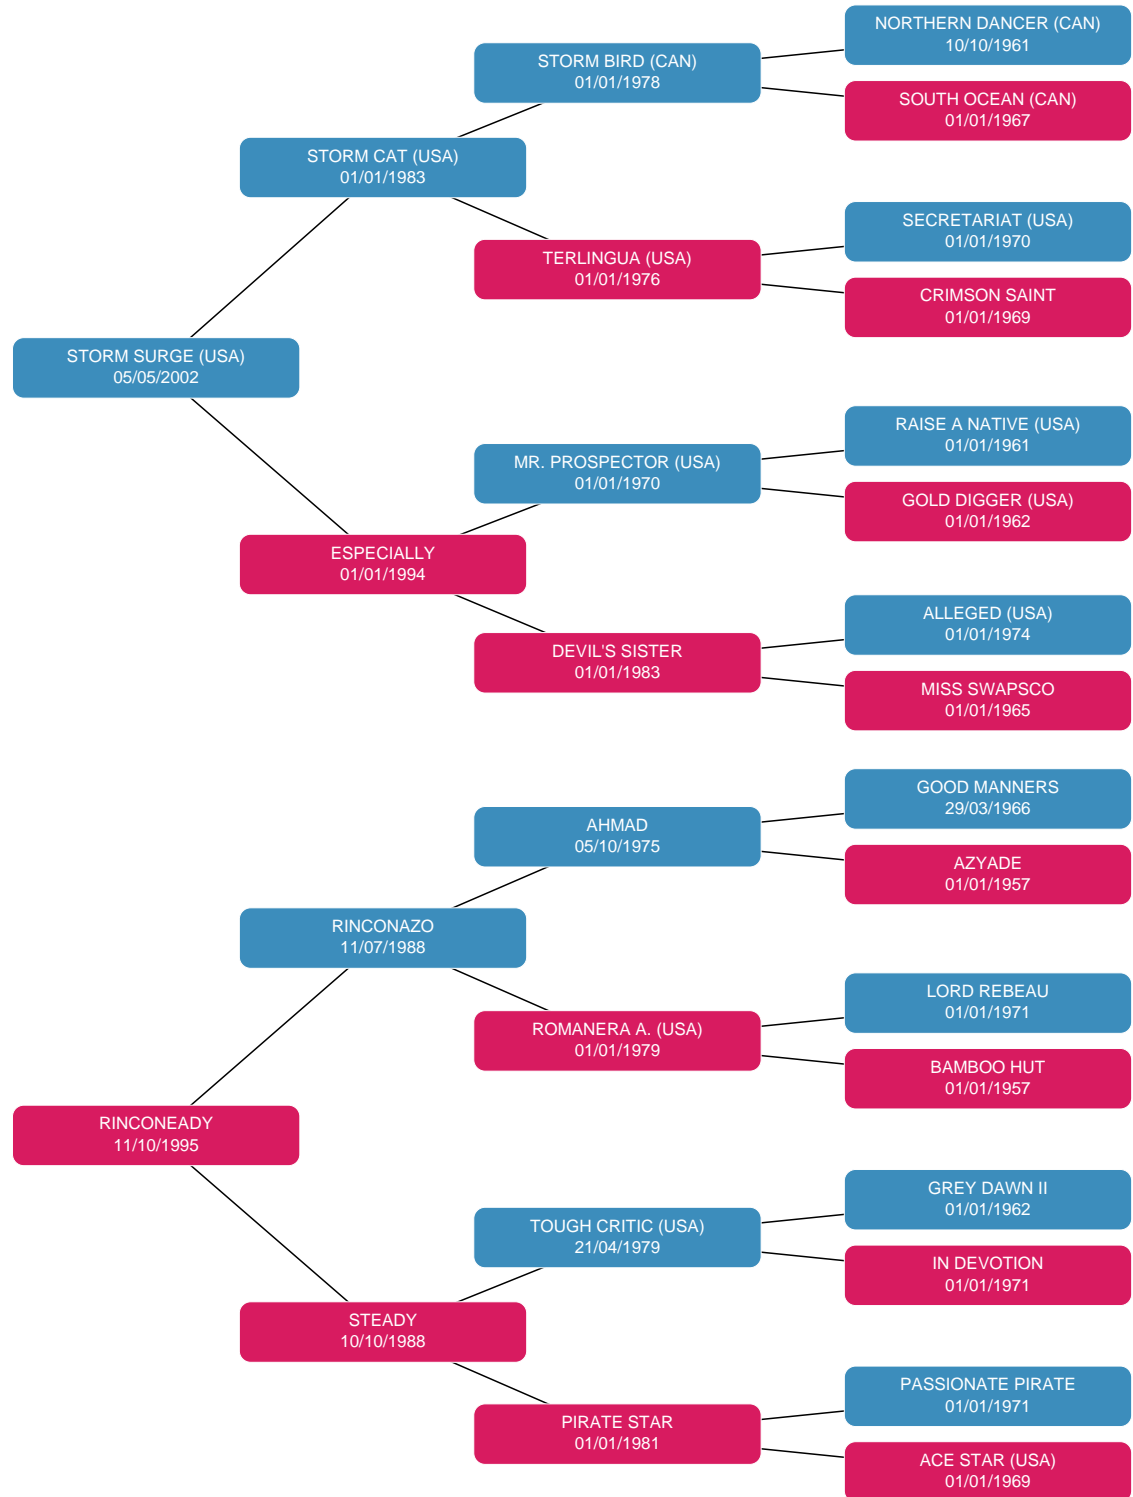 NORTHERN DANCER (CAN)
10/10/1961
STORM BIRD (CAN)
01/01/1978
SOUTH OCEAN (CAN)
01/01/1967
STORM CAT (USA)
01/01/1983
SECRETARIAT (USA)
01/01/1970
TERLINGUA (USA)
01/01/1976
CRIMSON SAINT
01/01/1969
STORM SURGE (USA)
05/05/2002
RAISE A NATIVE (USA)
01/01/1961
MR. PROSPECTOR (USA)
01/01/1970
GOLD DIGGER (USA)
01/01/1962
ESPECIALLY
01/01/1994
ALLEGED (USA)
01/01/1974
DEVIL'S SISTER
01/01/1983
MISS SWAPSCO
01/01/1965
GOOD MANNERS
29/03/1966
AHMAD
05/10/1975
AZYADE
01/01/1957
RINCONAZO
11/07/1988
LORD REBEAU
01/01/1971
ROMANERA A. (USA)
01/01/1979
BAMBOO HUT
01/01/1957
RINCONEADY
11/10/1995
GREY DAWN II
01/01/1962
TOUGH CRITIC (USA)
21/04/1979
IN DEVOTION
01/01/1971
STEADY
10/10/1988
PASSIONATE PIRATE
01/01/1971
PIRATE STAR
01/01/1981
ACE STAR (USA)
01/01/1969